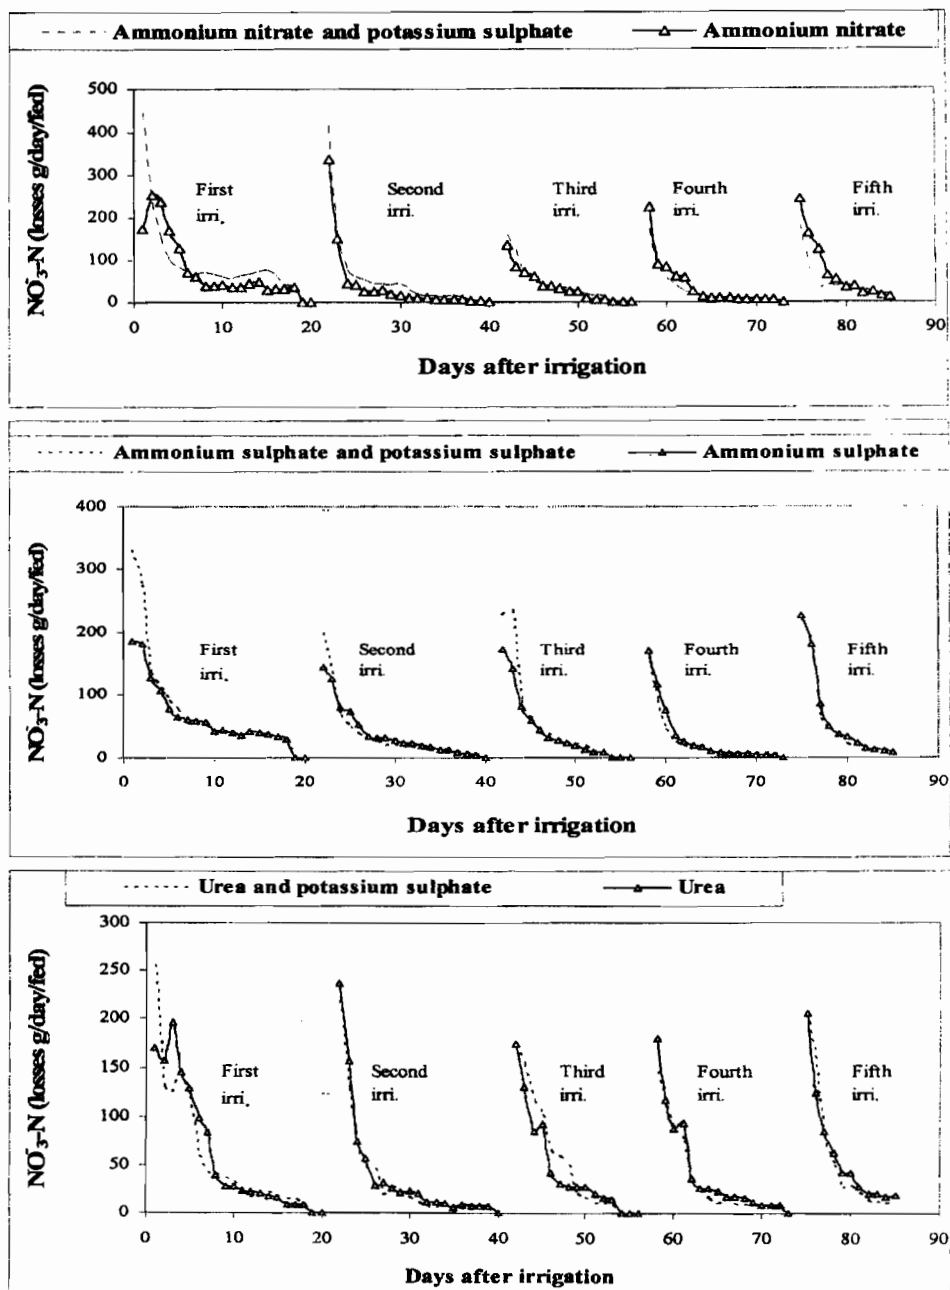 Ammonium nitrate and potassium sulphate Ammonium nitrate
NO₃⁻-N (losses g/day/fed)
500
400
300
200
100
0
First
irri.
Second
irri.
Third
irri.
Fourth
irri.
Fifth
irri.
0 10 20 30 40 50 60 70 80 90
Days after irrigation
Ammonium sulphate and potassium sulphate Ammonium sulphate
NO₃⁻-N (losses g/day/fed)
400
300
200
100
0
First
irri.
Second
irri.
Third
irri.
Fourth
irri.
Fifth
irri.
0 10 20 30 40 50 60 70 80 90
Days after irrigation
Urea and potassium sulphate Urea
NO₃⁻-N (losses g/day/fed)
300
250
200
150
100
50
0
First
irri.
Second
irri.
Third
irri.
Fourth
irri.
Fifth
irri.
0 10 20 30 40 50 60 70 80 90
Days after irrigation